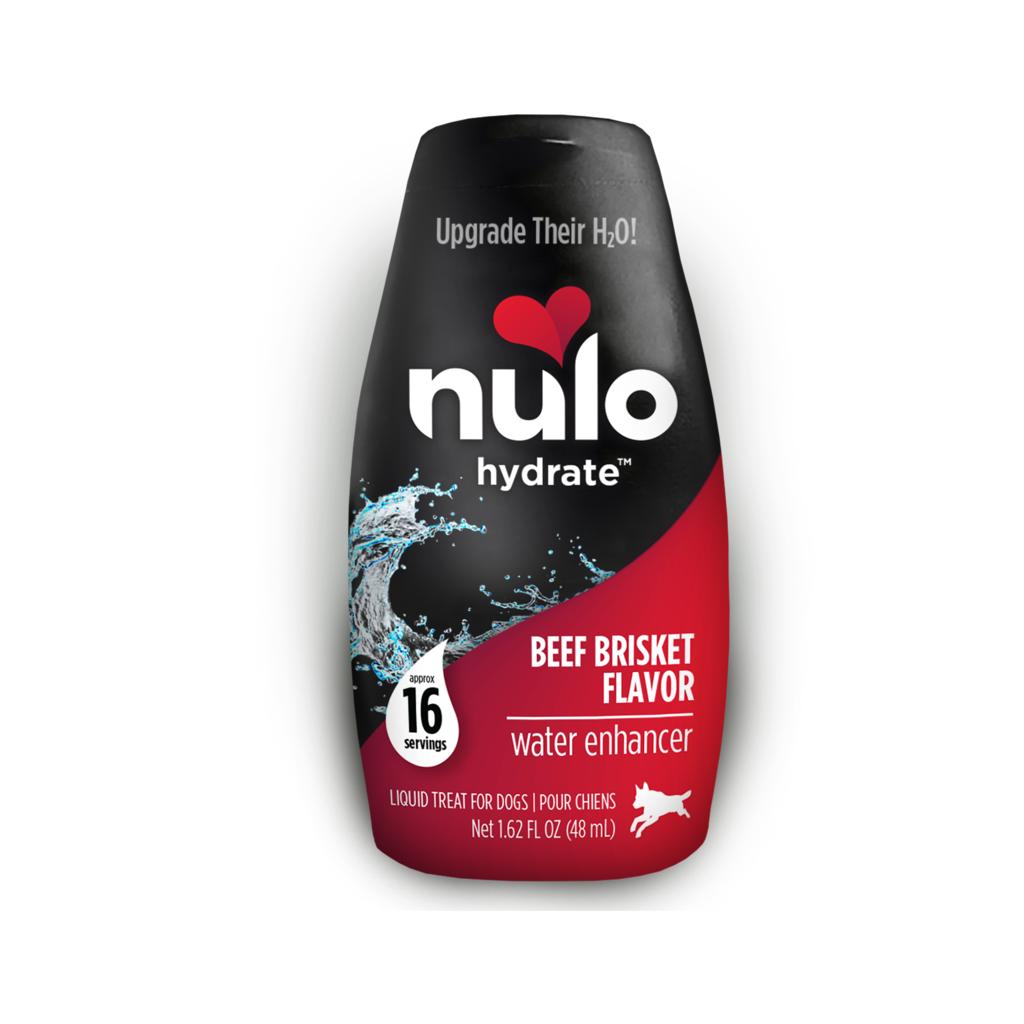 Upgrade Their H₂O!
nulo
hydrate™
BEEF BRISKET
FLAVOR
water enhancer
approx
16
servings
LIQUID TREAT FOR DOGS | POUR CHIENS
Net 1.62 FL OZ (48 mL)